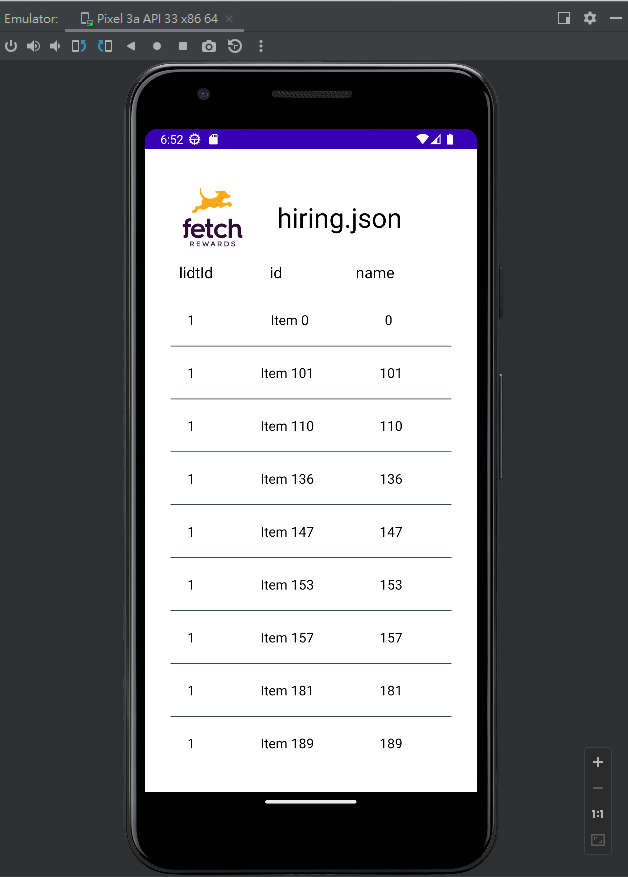 Emulator: Pixel 3a API 33 x86 64
6:52
fetch
REWARDS
hiring.json
lidtId id name
1 Item 0 0
1 Item 101 101
1 Item 110 110
1 Item 136 136
1 Item 147 147
1 Item 153 153
1 Item 157 157
1 Item 181 181
1 Item 189 189
1:1